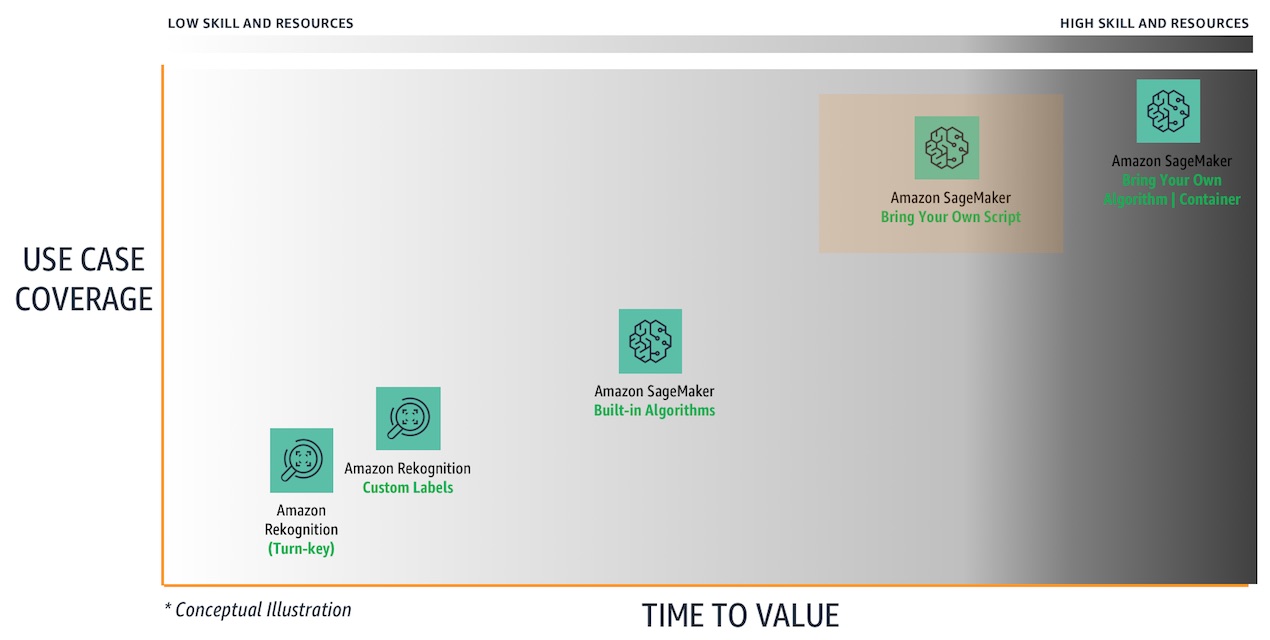 LOW SKILL AND RESOURCES
HIGH SKILL AND RESOURCES
USE CASE
COVERAGE
Amazon SageMaker
Bring Your Own
Algorithm | Container
Amazon SageMaker
Bring Your Own Script
Amazon SageMaker
Built-in Algorithms
Amazon Rekognition
Custom Labels
Amazon
Rekognition
(Turn-key)
* Conceptual Illustration
TIME TO VALUE